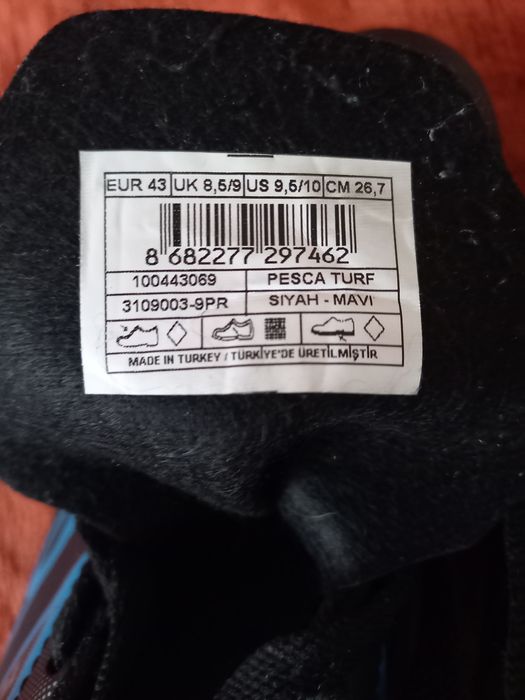 EUR 43 UK 8,5/9 US 9,5/10 CM 26,7
8 682277 297462
100443069 PESCA TURF
3109003-9PR SIYAH - MAVI
MADE IN TURKEY / TÜRKİYE'DE ÜRETİLMİŞTİR